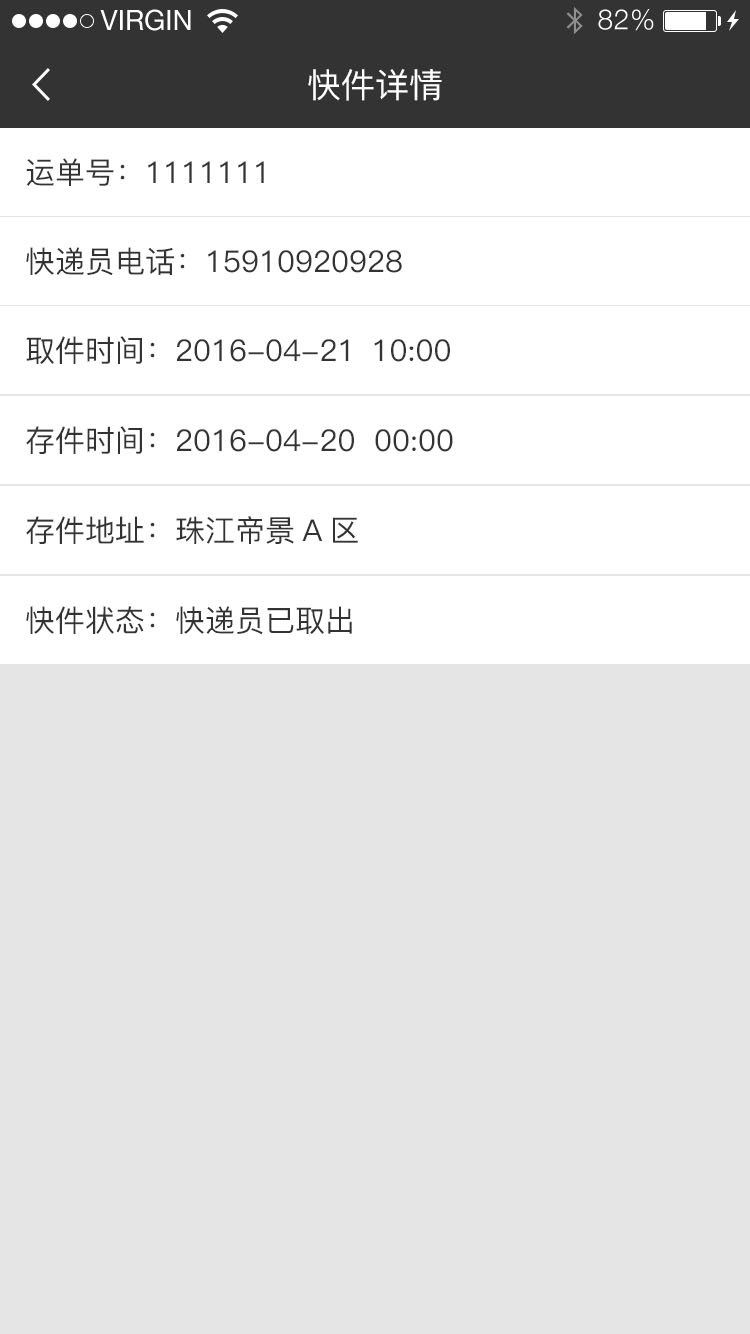 VIRGIN 82%
快件详情
运单号：1111111
快递员电话：15910920928
取件时间：2016-04-21 10:00
存件时间：2016-04-20 00:00
存件地址：珠江帝景 A 区
快件状态：快递员已取出